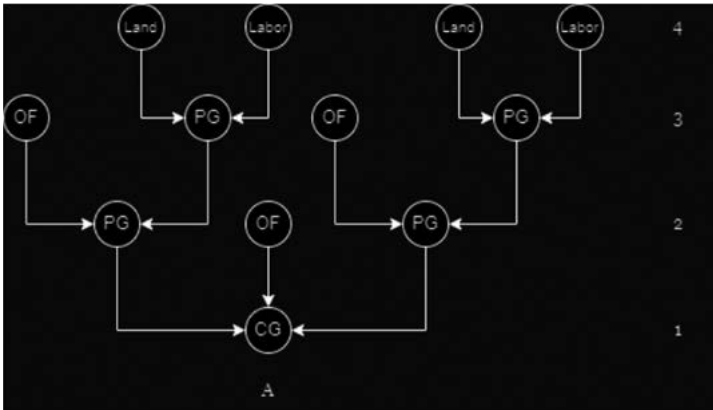 Land Labor Land Labor 4
OF PG OF PG 3
PG OF PG 2
CG 1
A